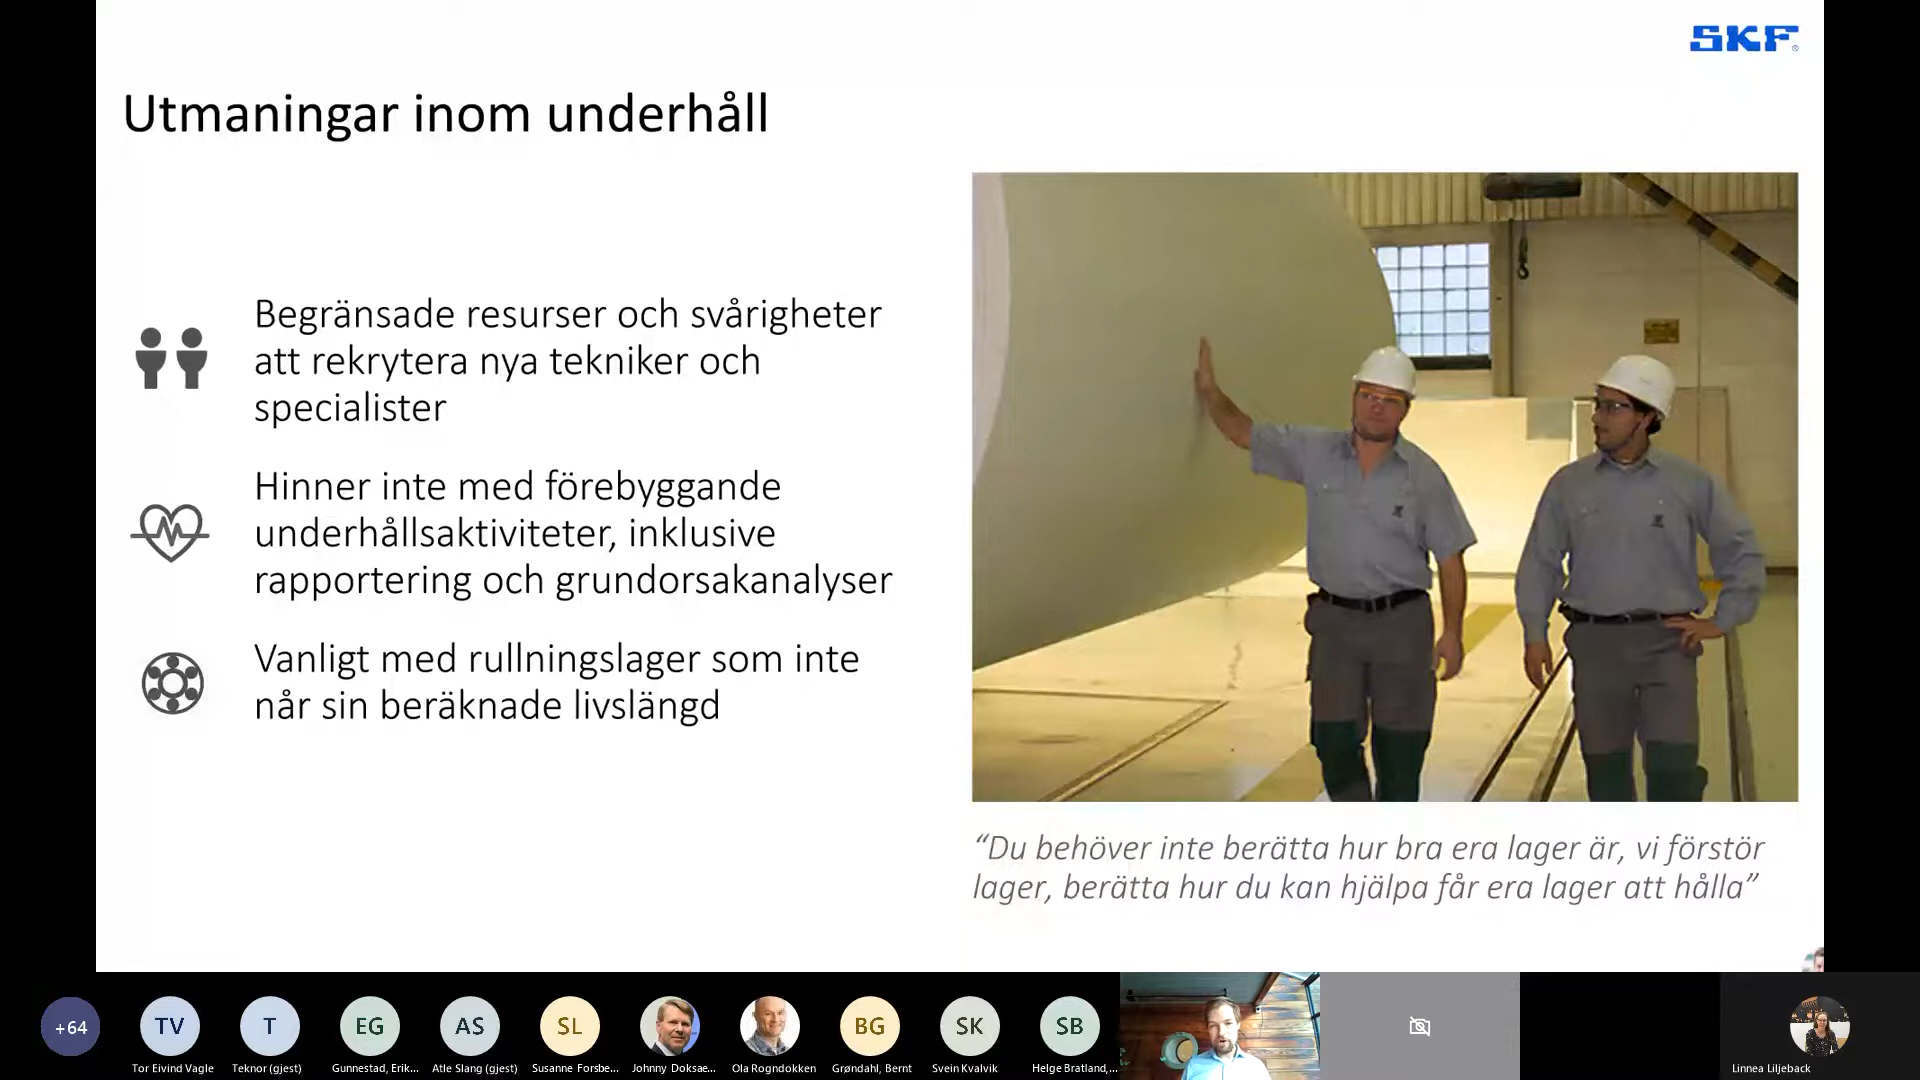 SKF
Utmaningar inom underhåll
Begränsade resurser och svårigheter
att rekrytera nya tekniker och
specialister
Hinner inte med förebyggande
underhållsaktiviteter, inklusive
rapportering och grundorsakanalyser
Vanligt med rullningslager som inte
når sin beräknade livslängd
“Du behöver inte berätta hur bra era lager är, vi förstör
lager, berätta hur du kan hjälpa får era lager att hålla”
+64
TV
T
EG
AS
SL
BG
SK
SB
Tor Eivind Vagle
Teknor (gjest)
Gunnestad, Erik...
Atle Slang (gjest)
Susanne Forsbe...
Johnny Doksae...
Ola Rogndokken
Grøndahl, Bernt
Svein Kvalvik
Helge Bratland,...
Linnea Liljeback